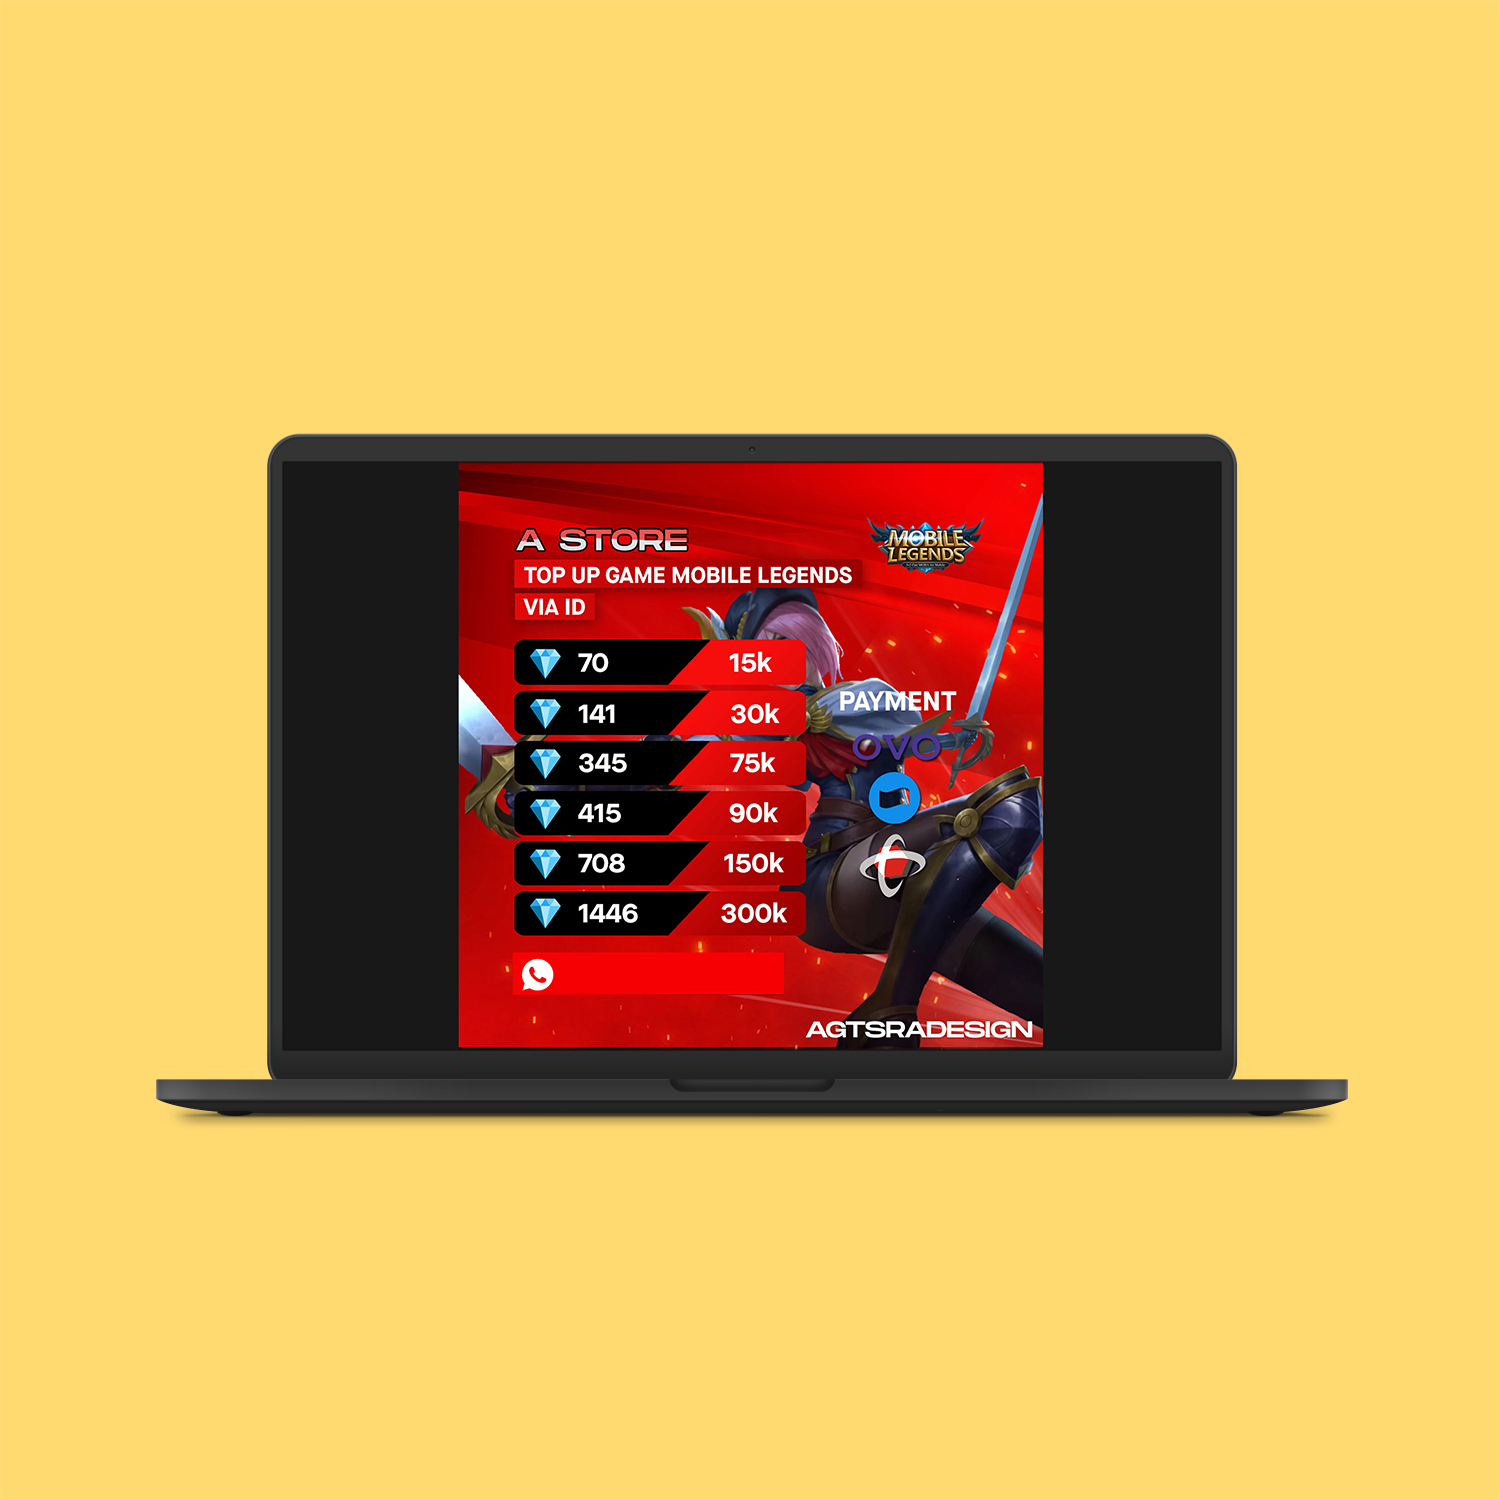 A STORE
MOBILE
LEGENDS
TOP UP GAME MOBILE LEGENDS
VIA ID
70 15k
141 30k
345 75k
415 90k
708 150k
1446 300k
PAYMENT
OVO
AGTSRADESIGN